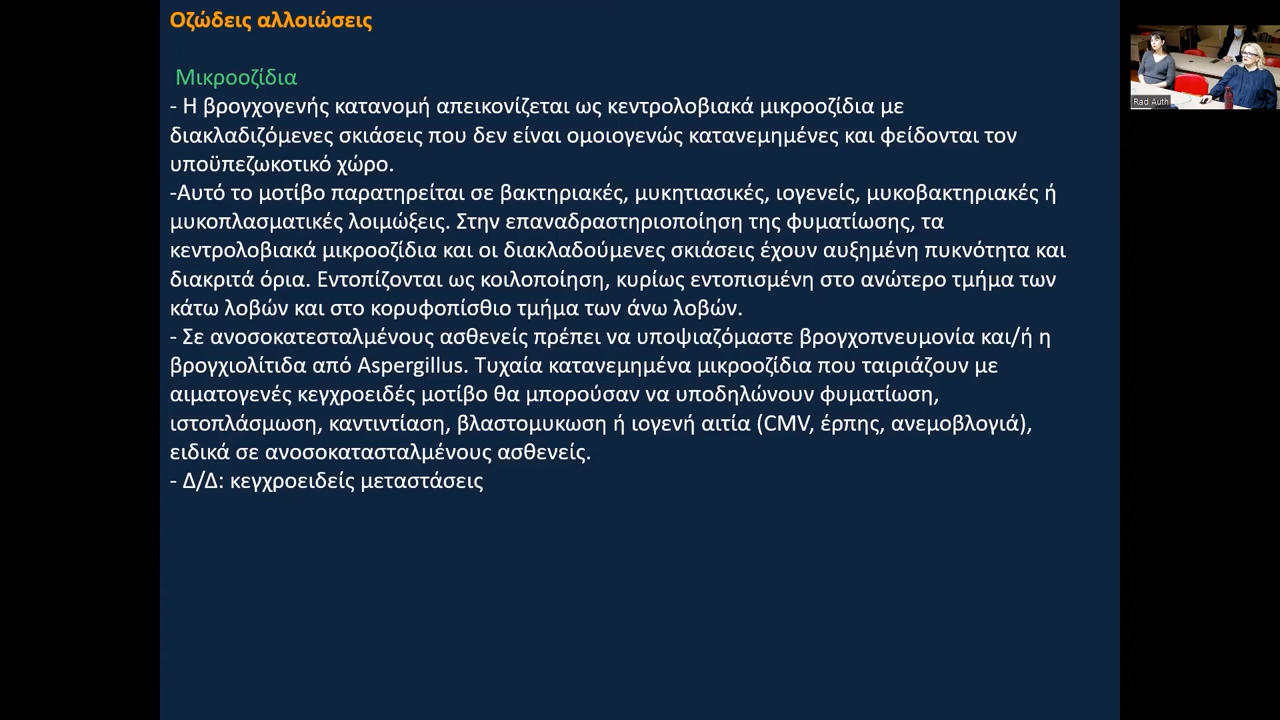 Οζώδεις αλλοιώσεις
Μικροοζίδια
- Η βρογχογενής κατανομή απεικονίζεται ως κεντρολοβιακά μικροοζίδια με
διακλαδιζόμενες σκιάσεις που δεν είναι ομοιογενώς κατανεμημένες και φείδονται τον
υποϋπεζωκοτικό χώρο.
-Αυτό το μοτίβο παρατηρείται σε βακτηριακές, μυκητιασικές, ιογενείς, μυκοβακτηριακές ή
μυκοπλασματικές λοιμώξεις. Στην επαναδραστηριοποίηση της φυματίωσης, τα
κεντρολοβιακά μικροοζίδια και οι διακλαδούμενες σκιάσεις έχουν αυξημένη πυκνότητα και
διακριτά όρια. Εντοπίζονται ως κοιλοποίηση, κυρίως εντοπισμένη στο ανώτερο τμήμα των
κάτω λοβών και στο κορυφοπίσθιο τμήμα των άνω λοβών.
- Σε ανοσοκατεσταλμένους ασθενείς πρέπει να υποψιαζόμαστε βρογχοπνευμονία και/ή η
βρογχιολίτιδα από Aspergillus. Τυχαία κατανεμημένα μικροοζίδια που ταιριάζουν με
αιματογενές κεγχροειδές μοτίβο θα μπορούσαν να υποδηλώνουν φυματίωση,
ιστοπλάσμωση, καντιντίαση, βλαστομυκωση ή ιογενή αιτία (CMV, έρπης, ανεμοβλογιά),
ειδικά σε ανοσοκατασταλμένους ασθενείς.
- Δ/Δ: κεγχροειδείς μεταστάσεις
Rad Auth